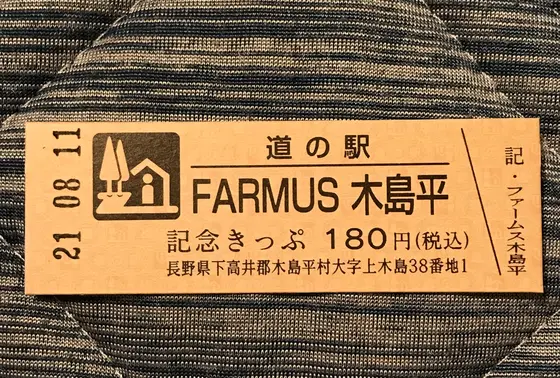 21 08 11
道の駅
FARMUS 木島平
記念きっぷ 180円(税込)
長野県下高井郡木島平村大字上木島38番地1
記・ファームス木島平